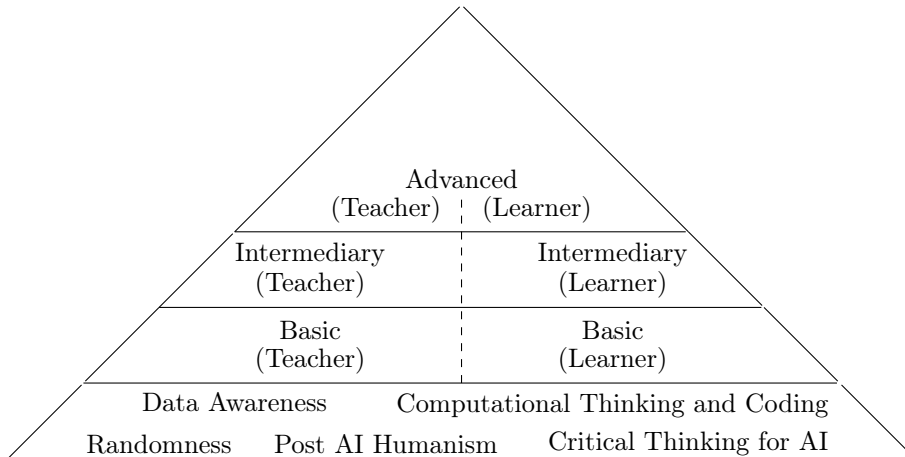 Advanced
(Teacher) (Learner)
Intermediary Intermediary
(Teacher) (Learner)
Basic Basic
(Teacher) (Learner)
Data Awareness Computational Thinking and Coding
Randomness Post AI Humanism Critical Thinking for AI